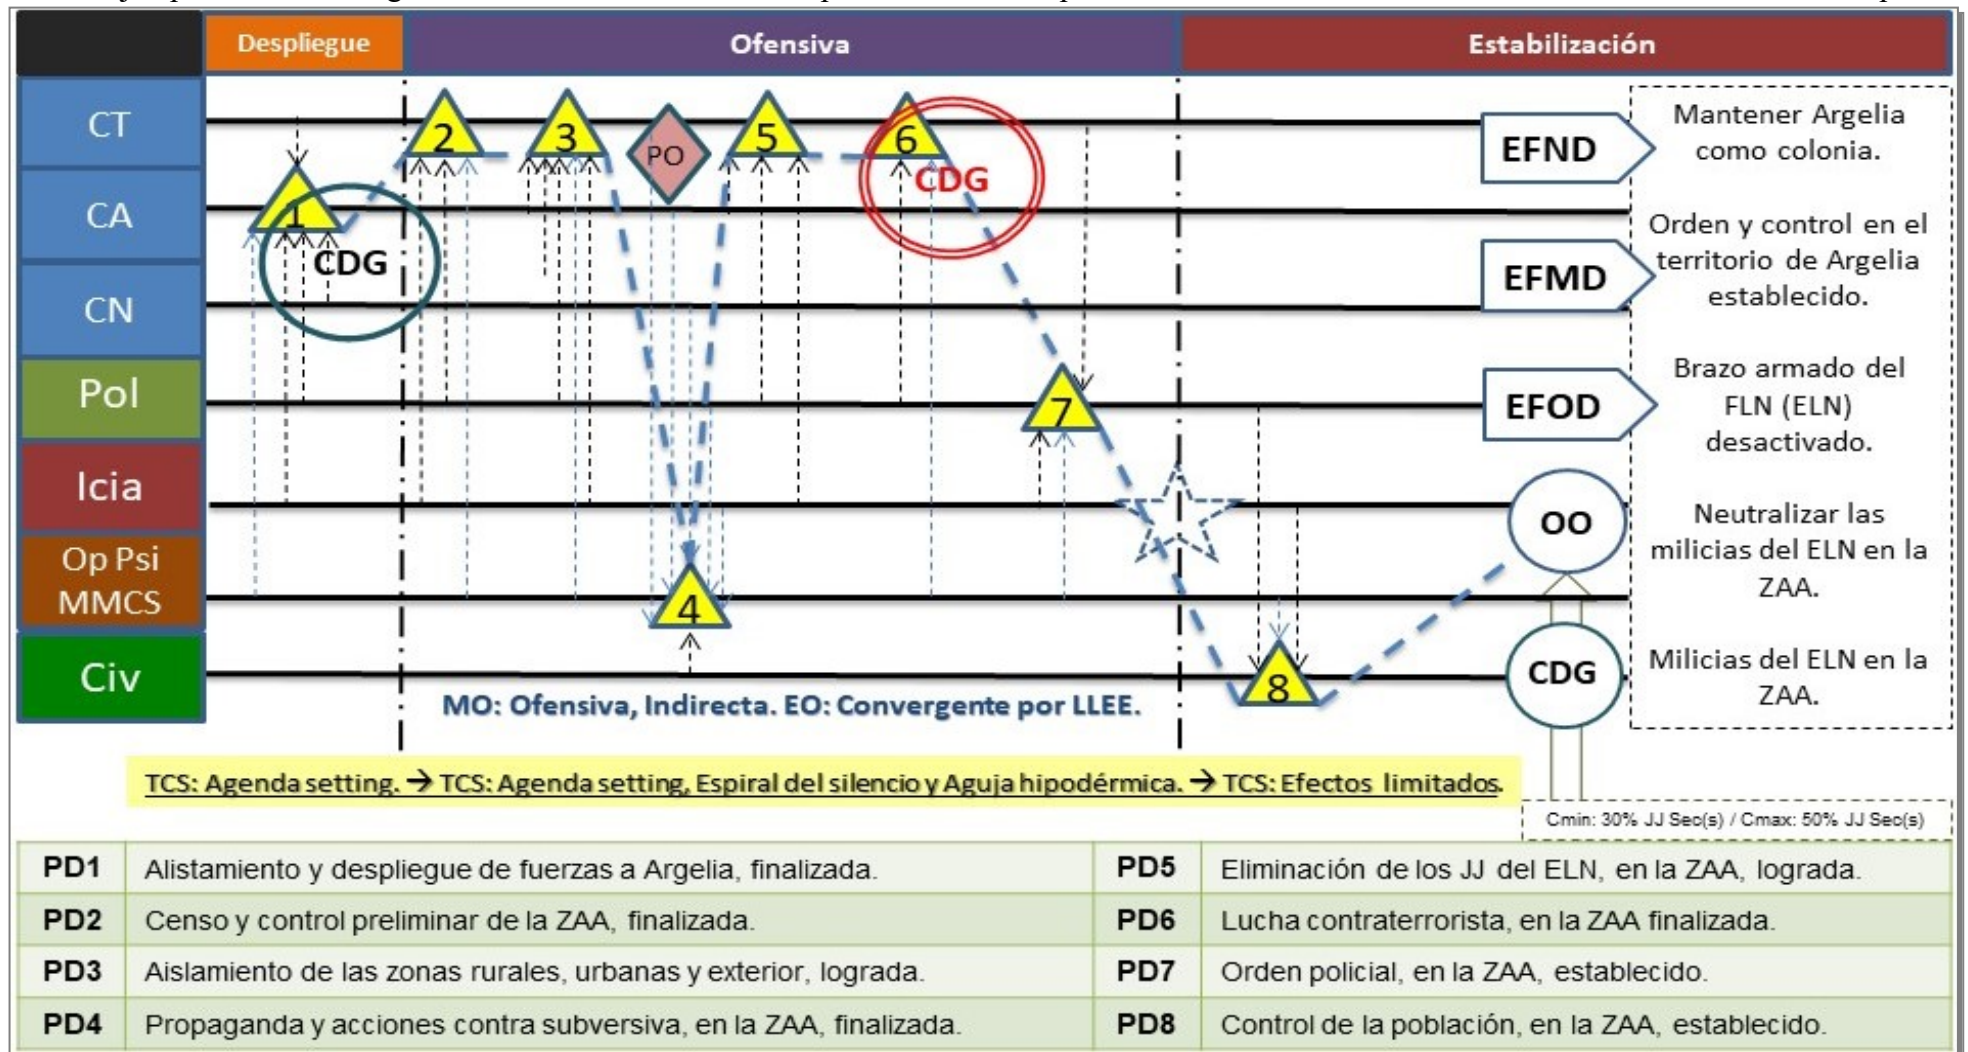 Despliegue
Ofensiva
Estabilización
CT
CA
CN
Pol
Icia
Op Psi
MMCS
Civ
1
2
3
PO
5
6
CDG
CDG
4
7
8
EFND
EFMD
EFOD
OO
CDG
Mantener Argelia
como colonia.
Orden y control en el
territorio de Argelia
establecido.
Brazo armado del
FLN (ELN)
desactivado.
Neutralizar las
milicias del ELN en la
ZAA.
Milicias del ELN en la
ZAA.
MO: Ofensiva, Indirecta. EO: Convergente por LLEE.
TCS: Agenda setting. → TCS: Agenda setting, Espiral del silencio y Aguja hipodérmica. → TCS: Efectos limitados.
Cmin: 30% JJ Sec(s) / Cmax: 50% JJ Sec(s)
PD1 Alistamiento y despliegue de fuerzas a Argelia, finalizada.
PD2 Censo y control preliminar de la ZAA, finalizada.
PD3 Aislamiento de las zonas rurales, urbanas y exterior, lograda.
PD4 Propaganda y acciones contra subversiva, en la ZAA, finalizada.
PD5 Eliminación de los JJ del ELN, en la ZAA, lograda.
PD6 Lucha contraterrorista, en la ZAA finalizada.
PD7 Orden policial, en la ZAA, establecido.
PD8 Control de la población, en la ZAA, establecido.